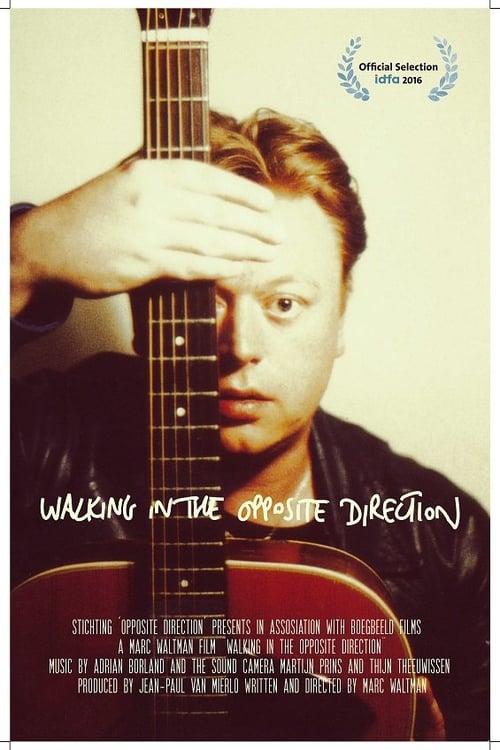 Official Selection
idfa 2016
WALKING IN THE OPPOSITE DIRECTION
STICHTING 'OPPOSITE DIRECTION' PRESENTS IN ASSOSIATION WITH BOEGBEELD FILMS
A MARC WALTMAN FILM "WALKING IN THE OPPOSITE DIRECTION"
MUSIC BY ADRIAN BORLAND AND THE SOUND CAMERA MARTIJN PRINS AND THIJN THEEUWISSEN
PRODUCED BY JEAN-PAUL VAN MIERLO WRITTEN AND DIRECTED BY MARC WALTMAN